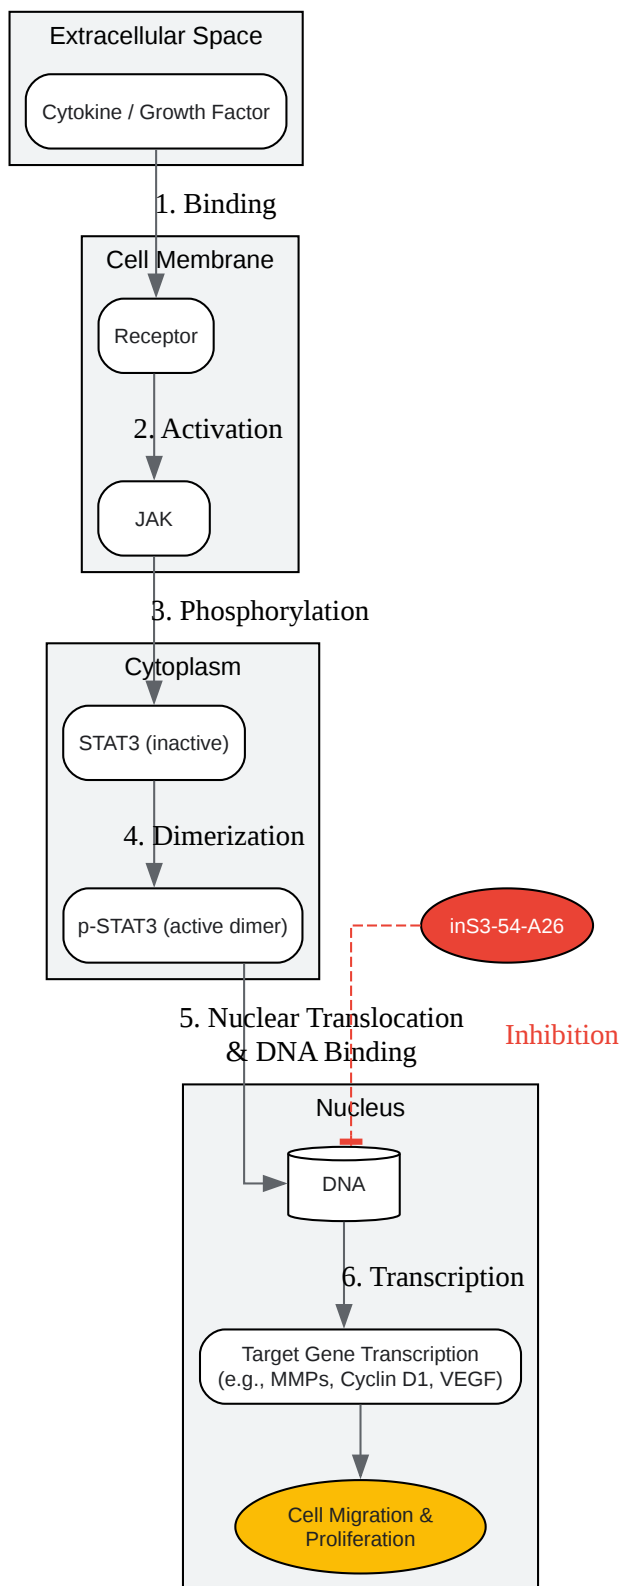 Extracellular Space
Cytokine / Growth Factor
1. Binding
Cell Membrane
Receptor
2. Activation
JAK
3. Phosphorylation
Cytoplasm
STAT3 (inactive)
4. Dimerization
p-STAT3 (active dimer)
inS3-54-A26
5. Nuclear Translocation
& DNA Binding
Inhibition
Nucleus
DNA
6. Transcription
Target Gene Transcription
(e.g., MMPs, Cyclin D1, VEGF)
Cell Migration &
Proliferation